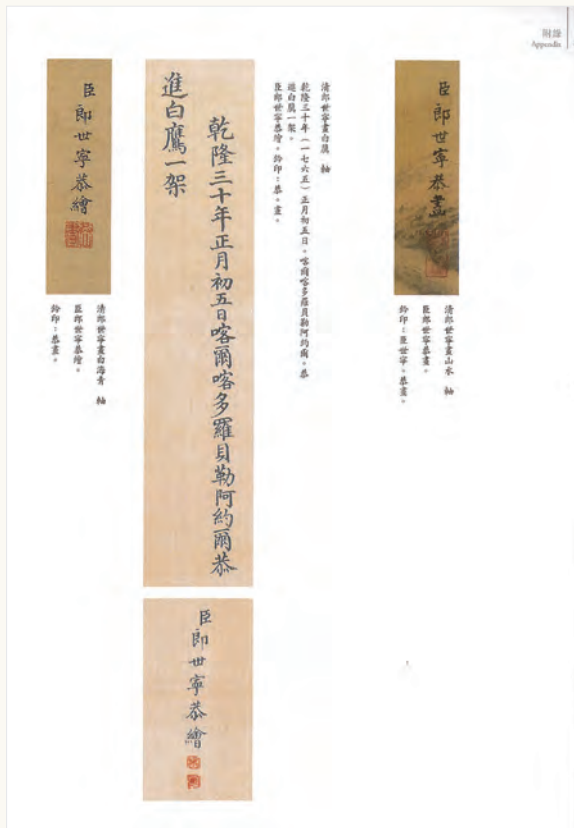 附錄
Appendix
臣郎世寧恭畫
清郎世寧畫山水 軸
臣郎世寧恭畫。
鈐印：臣世寧。恭畫。
清郎世寧畫白鷹 軸
乾隆三十年（一七六五）正月初五日。喀爾喀多羅貝勒阿約爾。恭
進白鷹一架。
臣郎世寧恭繪。鈐印：恭。畫。
乾隆三十年正月初五日喀爾喀多羅貝勒阿約爾恭
進白鷹一架
臣郎世寧恭繪
臣郎世寧恭繪
清郎世寧畫白海青 軸
臣郎世寧恭繪。
鈐印：恭畫。